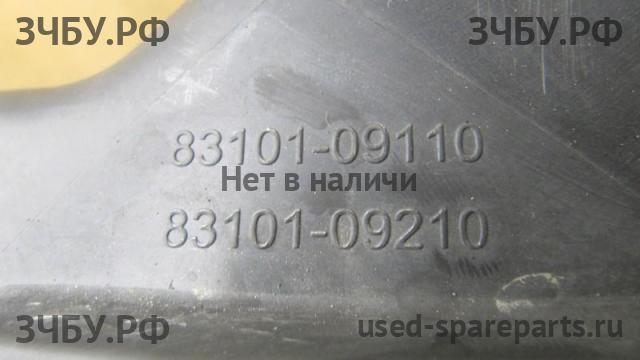 ЗЧБУ.РФ ЗЧБУ.РФ
83101-09110
Нет в наличи
83101-09210
ЗЧБУ.РФ used-spareparts.ru